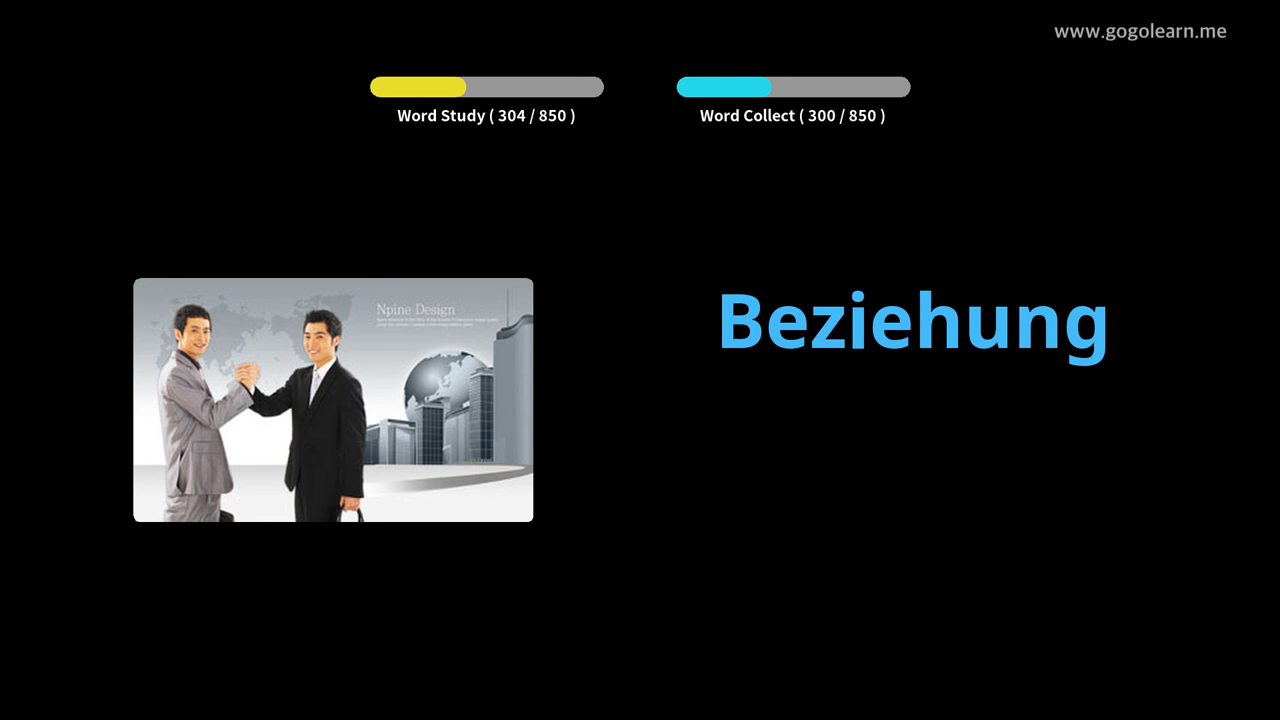 www.gogolearn.me
Word Study ( 304 / 850 )
Word Collect ( 300 / 850 )
Npine Design
Beziehung